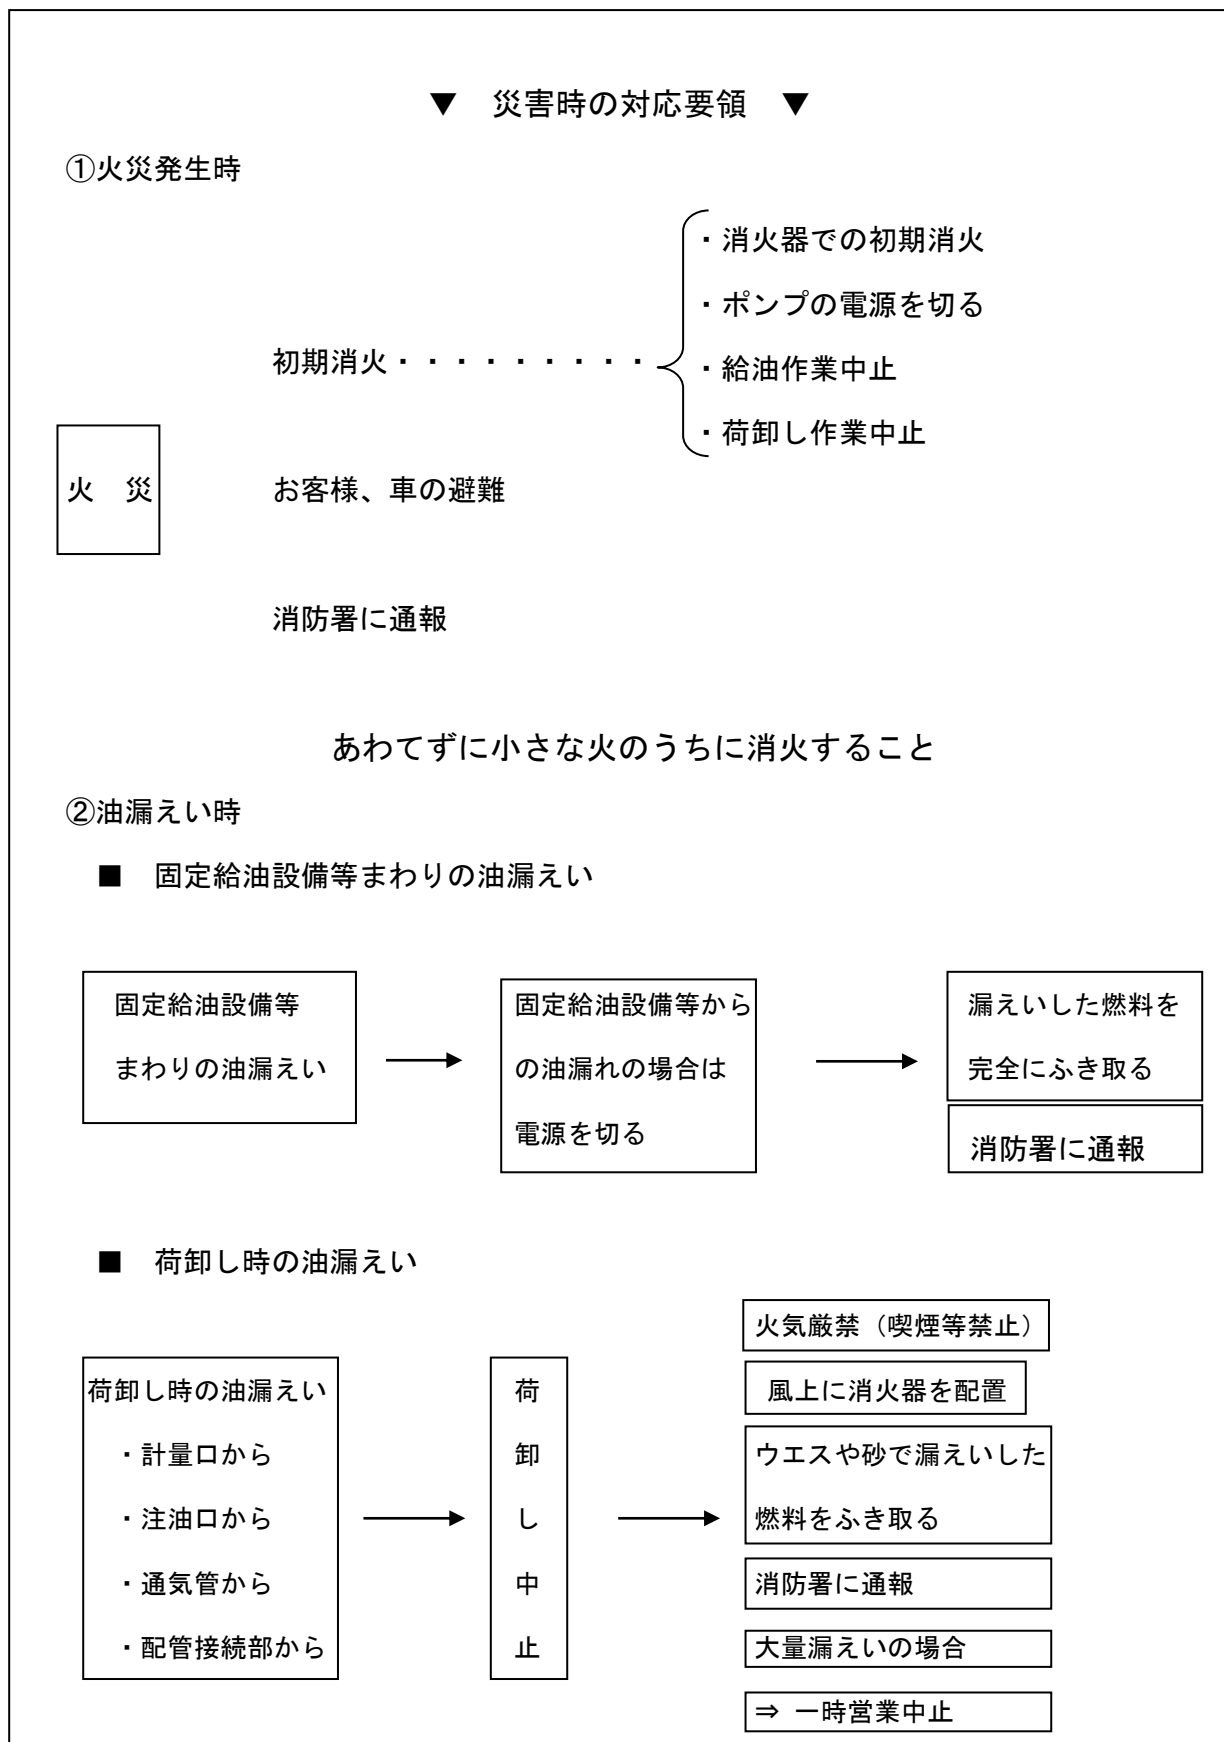 ▼　災害時の対応要領　▼
①火災発生時
・消火器での初期消火
・ポンプの電源を切る
初期消火・・・・・・・・・
・給油作業中止
・荷卸し作業中止
火　災
お客様、車の避難
消防署に通報
あわてずに小さな火のうちに消火すること
②油漏えい時
■　固定給油設備等まわりの油漏えい
固定給油設備等
まわりの油漏えい
固定給油設備等から
の油漏れの場合は
電源を切る
漏えいした燃料を
完全にふき取る
消防署に通報
■　荷卸し時の油漏えい
荷卸し時の油漏えい
・計量口から
・注油口から
・通気管から
・配管接続部から
荷
卸
し
中
止
火気厳禁（喫煙等禁止）
風上に消火器を配置
ウエスや砂で漏えいした
燃料をふき取る
消防署に通報
大量漏えいの場合
⇒ 一時営業中止